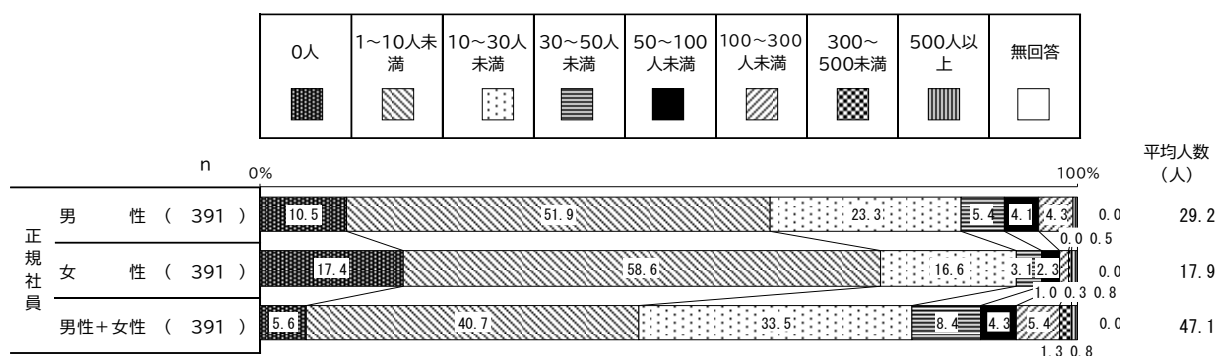 0人
1～10人未満
10～30人未満
30～50人未満
50～100人未満
100～300人未満
300～500未満
500人以上
無回答
n
0%
100%
平均人数（人）
正規社員
男性（ 391 ） 10.5 51.9 23.3 5.4 4.1 4.3 0.0 29.2
0.0 0.5
女性（ 391 ） 17.4 58.6 16.6 3.1 2.3 0.0 17.9
1.0 0.3 0.8
男性＋女性（ 391 ） 5.6 40.7 33.5 8.4 4.3 5.4 0.0 47.1
1.3 0.8